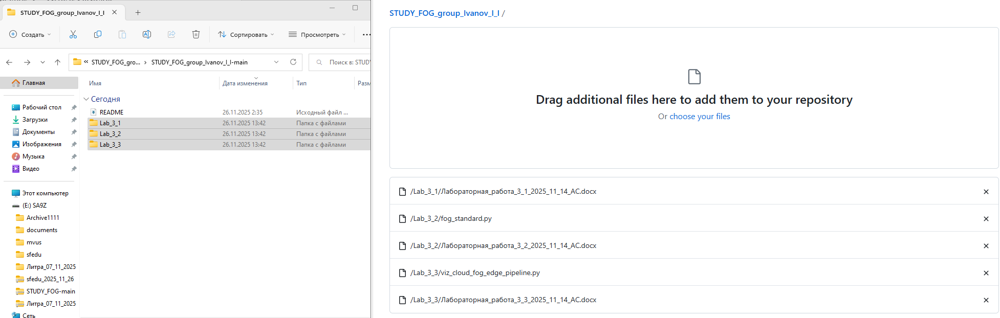 STUDY_FOG_group_Ivanov_I_I
Создать
Сортировать
Просмотреть
« STUDY_FOG_gro... › STUDY_FOG_group_Ivanov_I_I-main
Поиск в: STUDY
Главная
Рабочий стол
Загрузки
Документы
Изображения
Музыка
Видео
Этот компьютер
(E:) SA9Z
Archive1111
documents
mvus
sfedu
Литра_07_11_2025
sfedu_2025_11_26
STUDY_FOG-main
Литра_07_11_2025
Сеть
Имя Дата изменения Тип Разм
Сегодня
README 26.11.2025 2:35 Исходный файл ...
Lab_3_1 26.11.2025 13:42 Папка с файлами
Lab_3_2 26.11.2025 13:42 Папка с файлами
Lab_3_3 26.11.2025 13:42 Папка с файлами
STUDY_FOG_group_Ivanov_I_I /
Drag additional files here to add them to your repository
Or choose your files
/Lab_3_1/Лабораторная_работа_3_1_2025_11_14_АС.docx
/Lab_3_2/fog_standard.py
/Lab_3_2/Лабораторная_работа_3_2_2025_11_14_АС.docx
/Lab_3_3/viz_cloud_fog_edge_pipeline.py
/Lab_3_3/Лабораторная_работа_3_3_2025_11_14_АС.docx